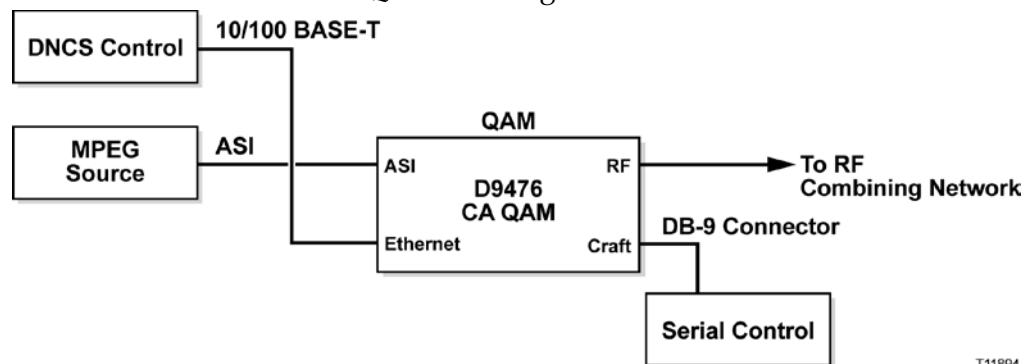 DNCS Control
10/100 BASE-T
MPEG
Source
ASI
QAM
ASI
RF
D9476
CA QAM
Ethernet
Craft
To RF
Combining Network
DB-9 Connector
Serial Control
T11894